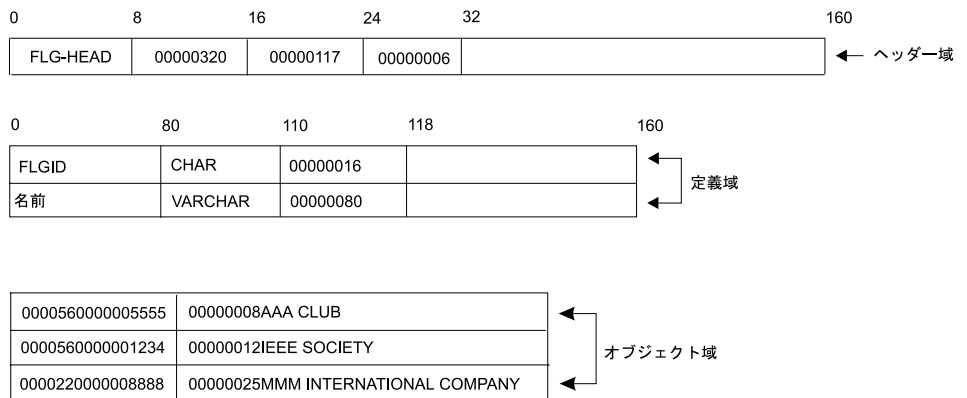 0 8 16 24 32 160
FLG-HEAD 00000320 00000117 00000006 ヘッダー域
0 80 110 118 160
FLGID CHAR 00000016
定義域
名前 VARCHAR 00000080
0000560000005555 00000008AAA CLUB
0000560000001234 00000012IEEE SOCIETY オブジェクト域
0000220000008888 00000025MMM INTERNATIONAL COMPANY